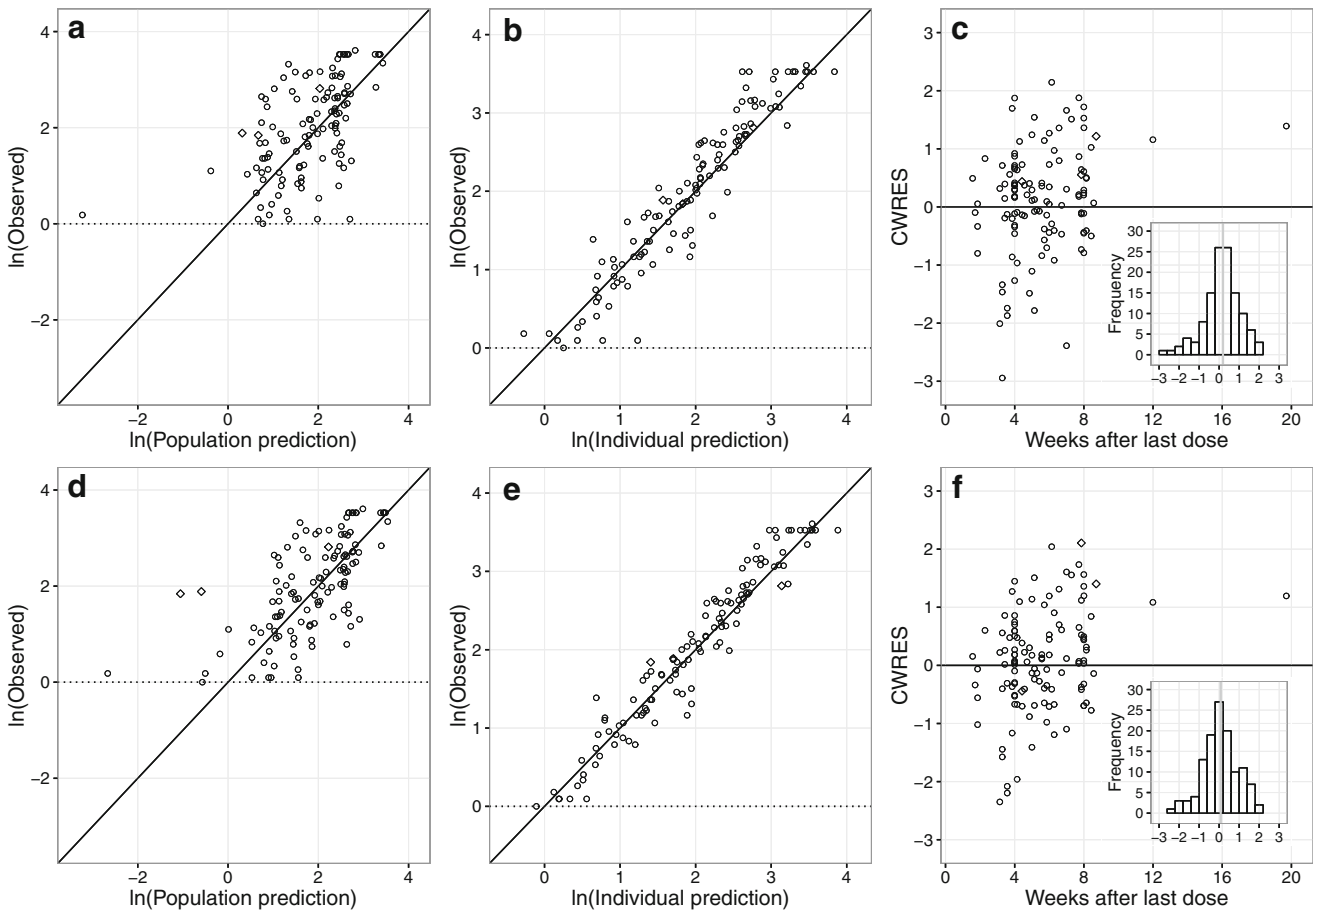 a
4
2
0
−2
ln(Observed)
−2 0 2 4
ln(Population prediction)
b
4
3
2
1
0
ln(Observed)
0 1 2 3 4
ln(Individual prediction)
c
3
2
1
0
−1
−2
−3
CWRES
0 4 8 12 16 20
Weeks after last dose
30
25
20
15
10
5
0
Frequency
−3 −2 −1 0 1 2 3
d
4
2
0
−2
ln(Observed)
−2 0 2 4
ln(Population prediction)
e
4
3
2
1
0
ln(Observed)
0 1 2 3 4
ln(Individual prediction)
f
3
2
1
0
−1
−2
−3
CWRES
0 4 8 12 16 20
Weeks after last dose
30
25
20
15
10
5
0
Frequency
−3 −2 −1 0 1 2 3